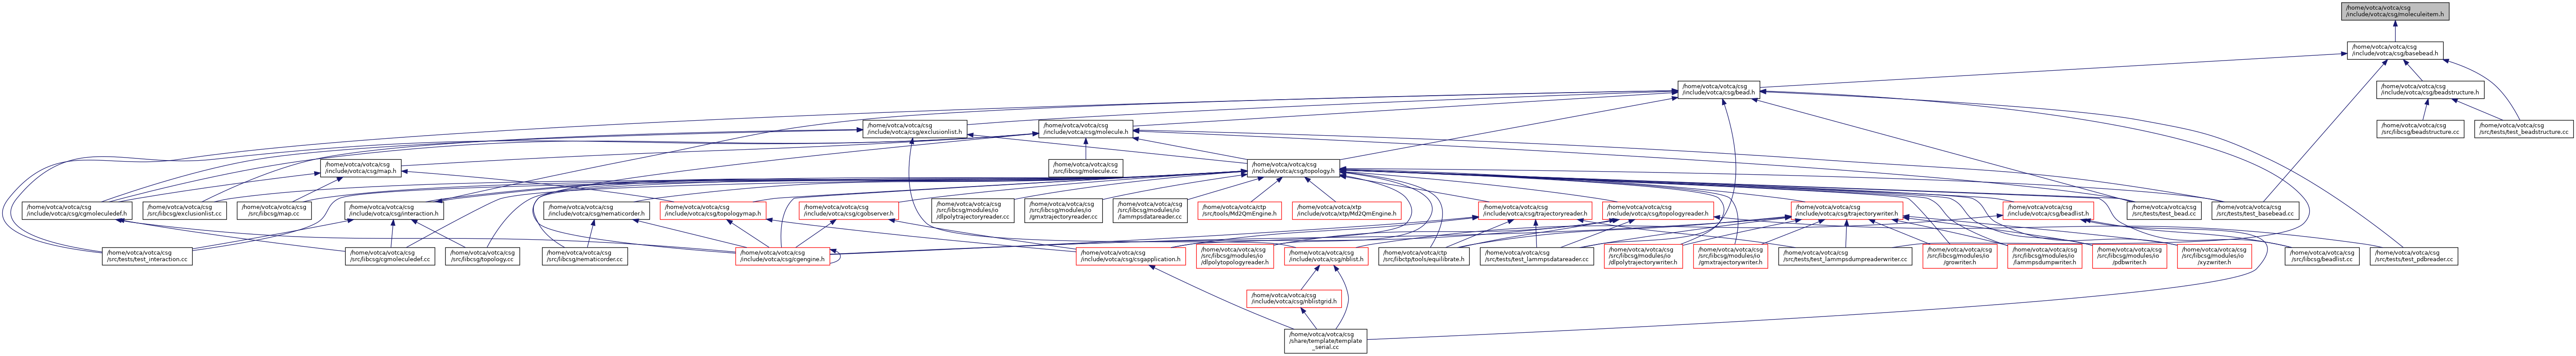 /home/votca/votca/csg
/include/votca/csg/moleculeitem.h
/home/votca/votca/csg
/include/votca/csg/basebead.h
/home/votca/votca/csg
/include/votca/csg/bead.h
/home/votca/votca/csg
/include/votca/csg/beadstructure.h
/home/votca/votca/csg
/include/votca/csg/exclusionlist.h
/home/votca/votca/csg
/include/votca/csg/molecule.h
/home/votca/votca/csg
/src/libcsg/beadstructure.cc
/home/votca/votca/csg
/src/tests/test_beadstructure.cc
/home/votca/votca/csg
/include/votca/csg/map.h
/home/votca/votca/csg
/src/libcsg/molecule.cc
/home/votca/votca/csg
/include/votca/csg/topology.h
/home/votca/votca/csg
/include/votca/csg/cgmoleculedef.h
/home/votca/votca/csg
/src/libcsg/exclusionlist.cc
/home/votca/votca/csg
/src/libcsg/map.cc
/home/votca/votca/csg
/include/votca/csg/interaction.h
/home/votca/votca/csg
/include/votca/csg/nematicorder.h
/home/votca/votca/csg
/include/votca/csg/topologymap.h
/home/votca/votca/csg
/include/votca/csg/cgobserver.h
/home/votca/votca/csg
/src/libcsg/modules/io
/dlpolytrajectoryreader.cc
/home/votca/votca/csg
/src/libcsg/modules/io
/gmxtrajectoryreader.cc
/home/votca/votca/csg
/src/libcsg/modules/io
/lammpsdatareader.cc
/home/votca/votca/ctp
/src/tools/Md2QmEngine.h
/home/votca/votca/xtp
/include/votca/xtp/Md2QmEngine.h
/home/votca/votca/csg
/include/votca/csg/trajectoryreader.h
/home/votca/votca/csg
/include/votca/csg/topologyreader.h
/home/votca/votca/csg
/include/votca/csg/trajectorywriter.h
/home/votca/votca/csg
/include/votca/csg/beadlist.h
/home/votca/votca/csg
/src/tests/test_bead.cc
/home/votca/votca/csg
/src/tests/test_basebead.cc
/home/votca/votca/csg
/src/tests/test_interaction.cc
/home/votca/votca/csg
/src/libcsg/cgmoleculedef.cc
/home/votca/votca/csg
/src/libcsg/topology.cc
/home/votca/votca/csg
/src/libcsg/nematicorder.cc
/home/votca/votca/csg
/include/votca/csg/cgengine.h
/home/votca/votca/csg
/include/votca/csg/csgapplication.h
/home/votca/votca/csg
/src/libcsg/modules/io
/dlpolytopologyreader.h
/home/votca/votca/csg
/include/votca/csg/nblist.h
/home/votca/votca/ctp
/src/libctp/tools/equilibrate.h
/home/votca/votca/csg
/src/tests/test_lammpsdatareader.cc
/home/votca/votca/csg
/src/libcsg/modules/io
/dlpolytrajectorywriter.h
/home/votca/votca/csg
/src/libcsg/modules/io
/gmxtrajectorywriter.h
/home/votca/votca/csg
/src/tests/test_lammpsdumpreaderwriter.cc
/home/votca/votca/csg
/src/libcsg/modules/io
/growriter.h
/home/votca/votca/csg
/src/libcsg/modules/io
/lammpsdumpwriter.h
/home/votca/votca/csg
/src/libcsg/modules/io
/pdbwriter.h
/home/votca/votca/csg
/src/libcsg/modules/io
/xyzwriter.h
/home/votca/votca/csg
/src/libcsg/beadlist.cc
/home/votca/votca/csg
/src/tests/test_pdbreader.cc
/home/votca/votca/csg
/include/votca/csg/nblistgrid.h
/home/votca/votca/csg
/share/template/template
_serial.cc